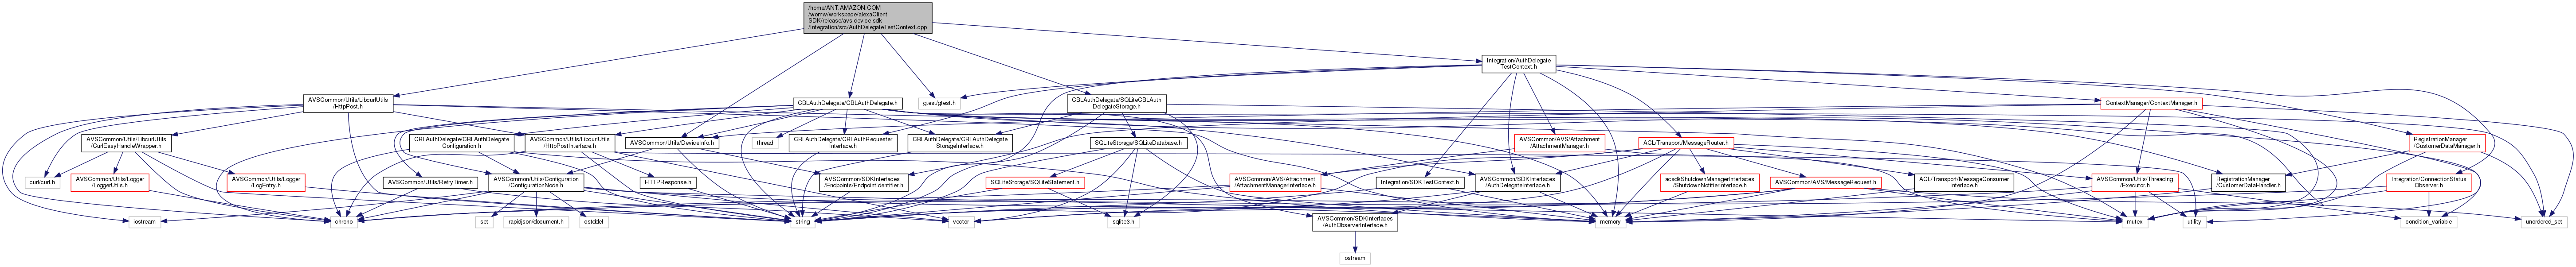 /home/ANT.AMAZON.COM
/womw/workspace/alexaClient
SDK/release/avs-device-sdk
/Integration/src/AuthDelegateTestContext.cpp
Integration/AuthDelegate
TestContext.h
AVSCommon/Utils/LibcurlUtils
/HttpPost.h
CBLAuthDelegate/CBLAuthDelegate.h
gtest/gtest.h
CBLAuthDelegate/SQLiteCBLAuth
DelegateStorage.h
ContextManager/ContextManager.h
AVSCommon/Utils/LibcurlUtils
/CurlEasyHandleWrapper.h
CBLAuthDelegate/CBLAuthDelegate
Configuration.h
AVSCommon/Utils/LibcurlUtils
/HttpPostInterface.h
AVSCommon/Utils/DeviceInfo.h
thread
CBLAuthDelegate/CBLAuthRequester
Interface.h
CBLAuthDelegate/CBLAuthDelegate
StorageInterface.h
SQLiteStorage/SQLiteDatabase.h
AVSCommon/AVS/Attachment
/AttachmentManager.h
ACL/Transport/MessageRouter.h
RegistrationManager
/CustomerDataManager.h
curl/curl.h
AVSCommon/Utils/Logger
/LoggerUtils.h
AVSCommon/Utils/Logger
/LogEntry.h
AVSCommon/Utils/RetryTimer.h
AVSCommon/Utils/Configuration
/ConfigurationNode.h
HTTPResponse.h
AVSCommon/SDKInterfaces
/Endpoints/EndpointIdentifier.h
SQLiteStorage/SQLiteStatement.h
AVSCommon/AVS/Attachment
/AttachmentManagerInterface.h
Integration/SDKTestContext.h
AVSCommon/SDKInterfaces
/AuthDelegateInterface.h
acsdkShutdownManagerInterfaces
/ShutdownNotifierInterface.h
AVSCommon/AVS/MessageRequest.h
ACL/Transport/MessageConsumer
Interface.h
AVSCommon/Utils/Threading
/Executor.h
RegistrationManager
/CustomerDataHandler.h
Integration/ConnectionStatus
Observer.h
iostream
chrono
set
rapidjson/document.h
cstddef
string
vector
sqlite3.h
AVSCommon/SDKInterfaces
/AuthObserverInterface.h
memory
mutex
utility
condition_variable
unordered_set
ostream